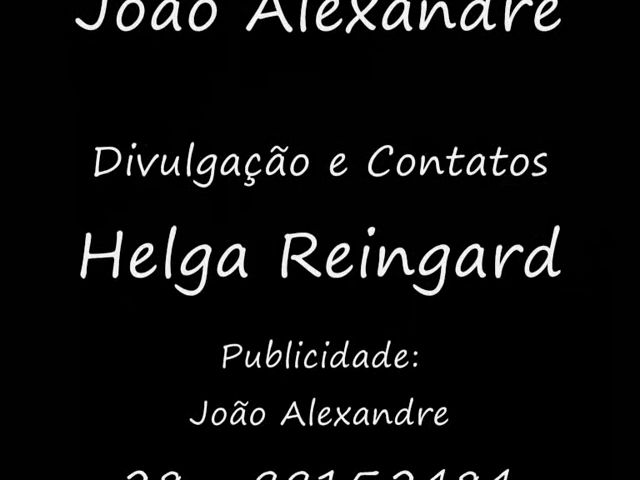 João Alexandre
Divulgação e Contatos
Helga Reingard
Publicidade:
João Alexandre